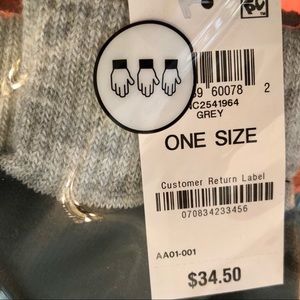 9 60078 2
C2541964
GREY
ONE SIZE
Customer Return Label
070834233456
AA01-001
$34.50